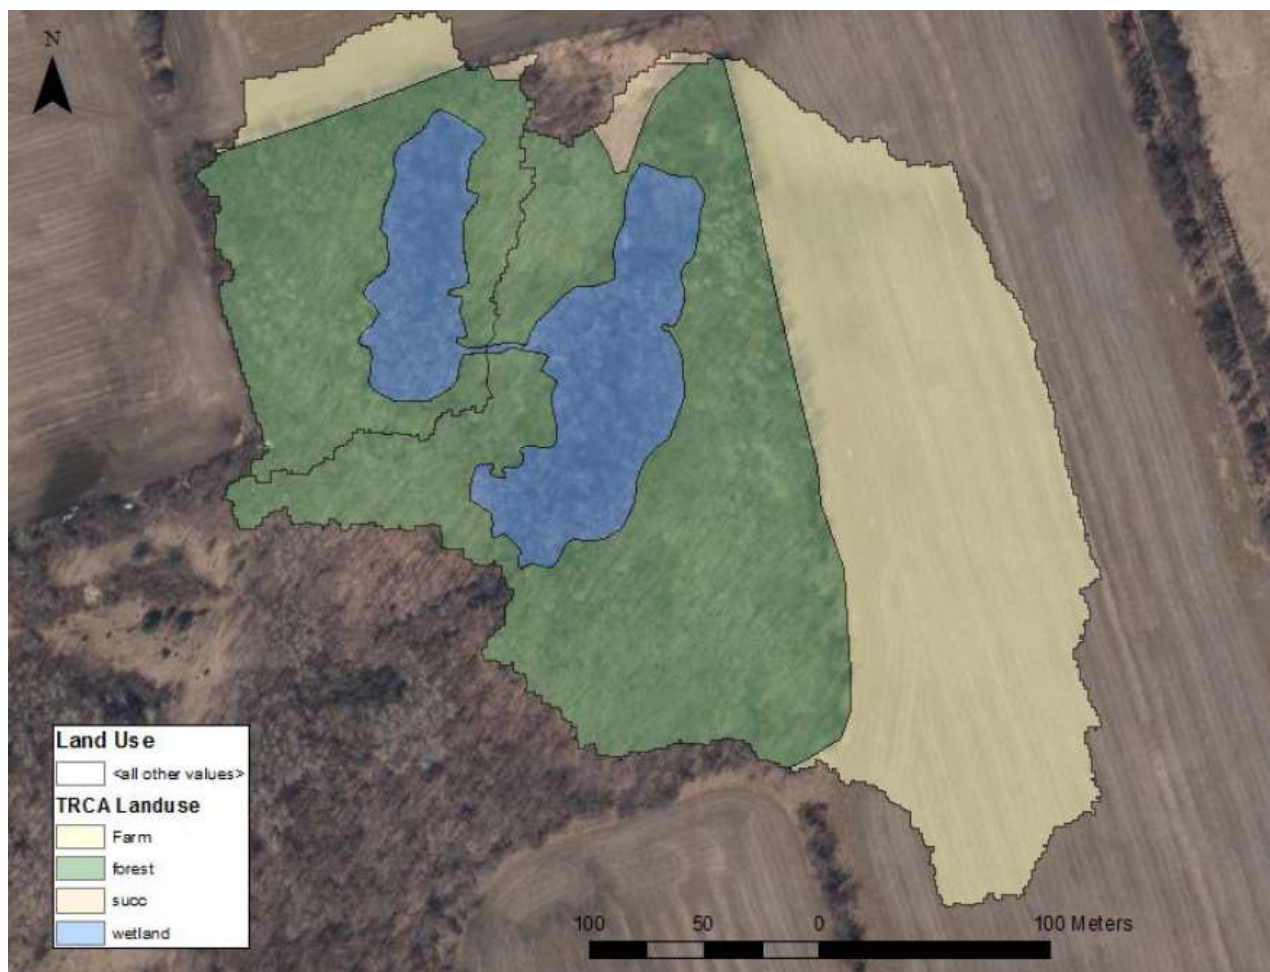 N
Land Use
<all other values>
TRCA Landuse
Farm
forest
succ
wetland
100 50 0 100 Meters